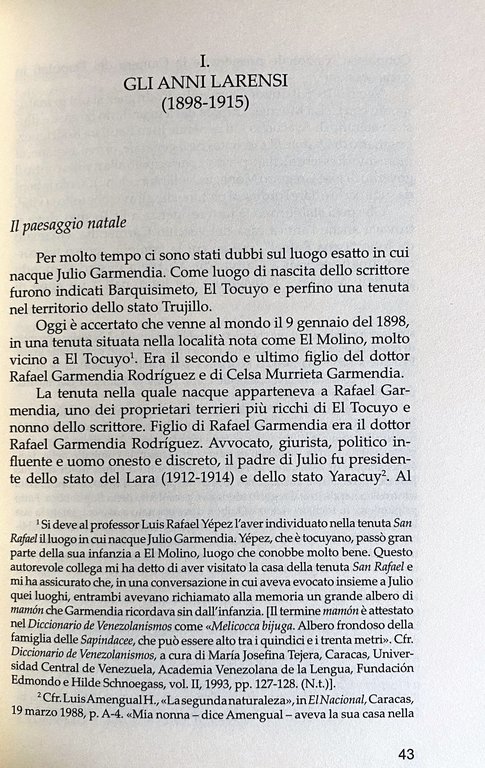 I.
GLI ANNI LARENSI
(1898-1915)
Il paesaggio natale
Per molto tempo ci sono stati dubbi sul luogo esatto in cui
nacque Julio Garmendia. Come luogo di nascita dello scrittore
furono indicati Barquisimeto, El Tocuyo e perfino una tenuta
nel territorio dello stato Trujillo.
Oggi è accertato che venne al mondo il 9 gennaio del 1898,
in una tenuta situata nella località nota come El Molino, molto
vicino a El Tocuyo¹. Era il secondo e ultimo figlio del dottor
Rafael Garmendia Rodríguez e di Celsa Murrieta Garmendia.
La tenuta nella quale nacque apparteneva a Rafael Gar-
mendia, uno dei proprietari terrieri più ricchi di El Tocuyo e
nonno dello scrittore. Figlio di Rafael Garmendia era il dottor
Rafael Garmendia Rodríguez. Avvocato, giurista, politico in-
fluente e uomo onesto e discreto, il padre di Julio fu presiden-
te dello stato del Lara (1912-1914) e dello stato Yaracuy². Al
¹ Si deve al professor Luis Rafael Yépez l'aver individuato nella tenuta San
Rafael il luogo in cui nacque Julio Garmendia. Yépez, che è tocuyano, passò gran
parte della sua infanzia a El Molino, luogo che conobbe molto bene. Questo
autorevole collega mi ha detto di aver visitato la casa della tenuta San Rafael e
mi ha assicurato che, in una conversazione in cui aveva evocato insieme a Julio
quei luoghi, entrambi avevano richiamato alla memoria un grande albero di
mamón che Garmendia ricordava sin dall'infanzia. [Il termine mamón è attestato
nel Diccionario de Venezolanismos come «Melicocca bijuga. Albero frondoso della
famiglia delle Sapindacee, che può essere alto tra i quindici e i trenta metri». Cfr.
Diccionario de Venezolanismos, a cura di María Josefina Tejera, Caracas, Univer-
sidad Central de Venezuela, Academia Venezolana de la Lengua, Fundación
Edmondo e Hilde Schnoegass, vol. II, 1993, pp. 127-128. (N.t.)].
² Cfr. Luis Amengual H., «La segunda naturaleza», in El Nacional, Caracas,
19 marzo 1988, p. A-4. «Mia nonna – dice Amengual – aveva la sua casa nella
43